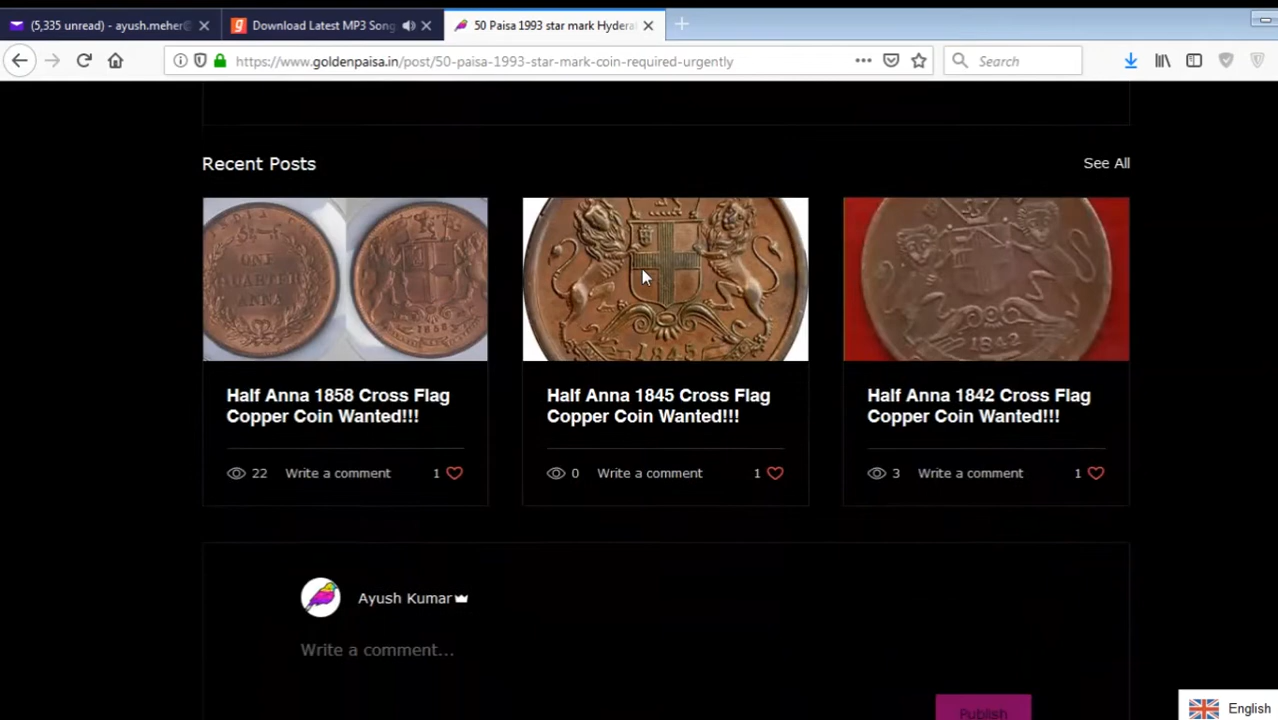 (5,335 unread) - ayush.meher@
Download Latest MP3 Song
50 Paisa 1993 star mark Hydera
https://www.goldenpaisa.in/post/50-paisa-1993-star-mark-coin-required-urgently
Search
Recent Posts
See All
ONE
QUARTER
ANNA
1858
1845
1842
Half Anna 1858 Cross Flag
Copper Coin Wanted!!!
Half Anna 1845 Cross Flag
Copper Coin Wanted!!!
Half Anna 1842 Cross Flag
Copper Coin Wanted!!!
22 Write a comment 1
0 Write a comment 1
3 Write a comment 1
Ayush Kumar
Write a comment...
Publish
English